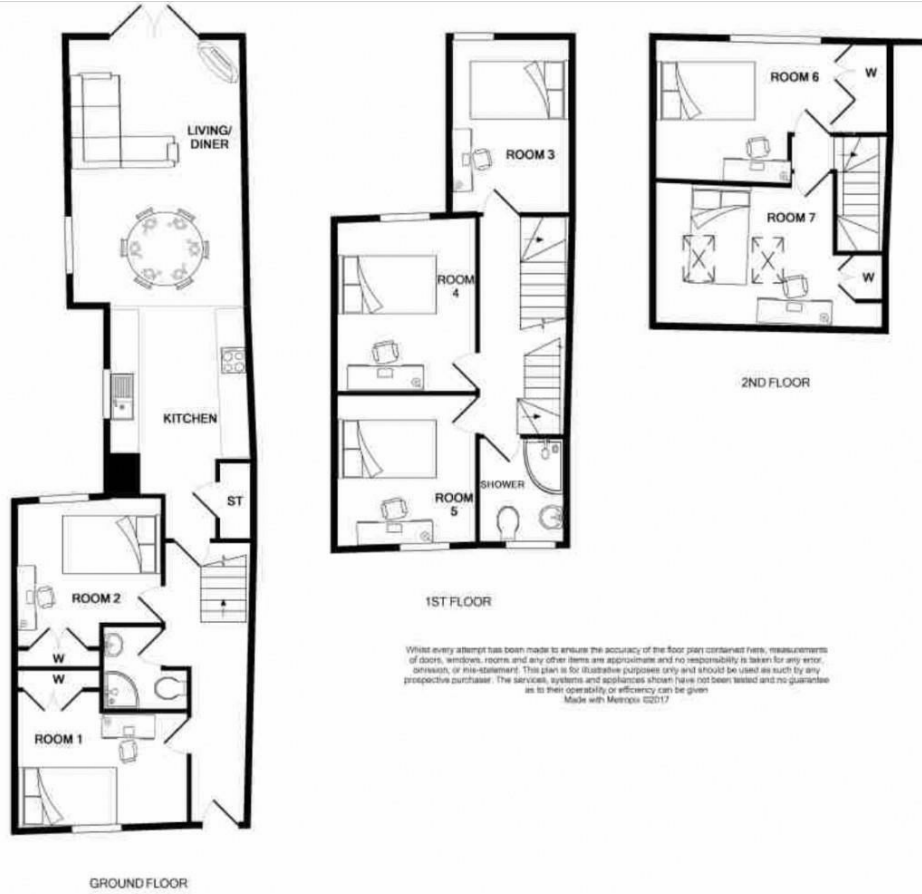 LIVING/
DINER
KITCHEN
ST
ROOM 2
W
W
ROOM 1
GROUND FLOOR
ROOM 3
ROOM
4
ROOM
5
SHOWER
1ST FLOOR
ROOM 6
W
ROOM 7
W
2ND FLOOR
Whilst every attempt has been made to ensure the accuracy of the floor plan contained here, measurements
of doors, windows, rooms and any other items are approximate and no responsibility is taken for any error,
omission, or mis-statement. This plan is for illustrative purposes only and should be used as such by any
prospective purchaser. The services, systems and appliances shown have not been tested and no guarantee
as to their operability or efficiency can be given
Made with Metropix ©2017